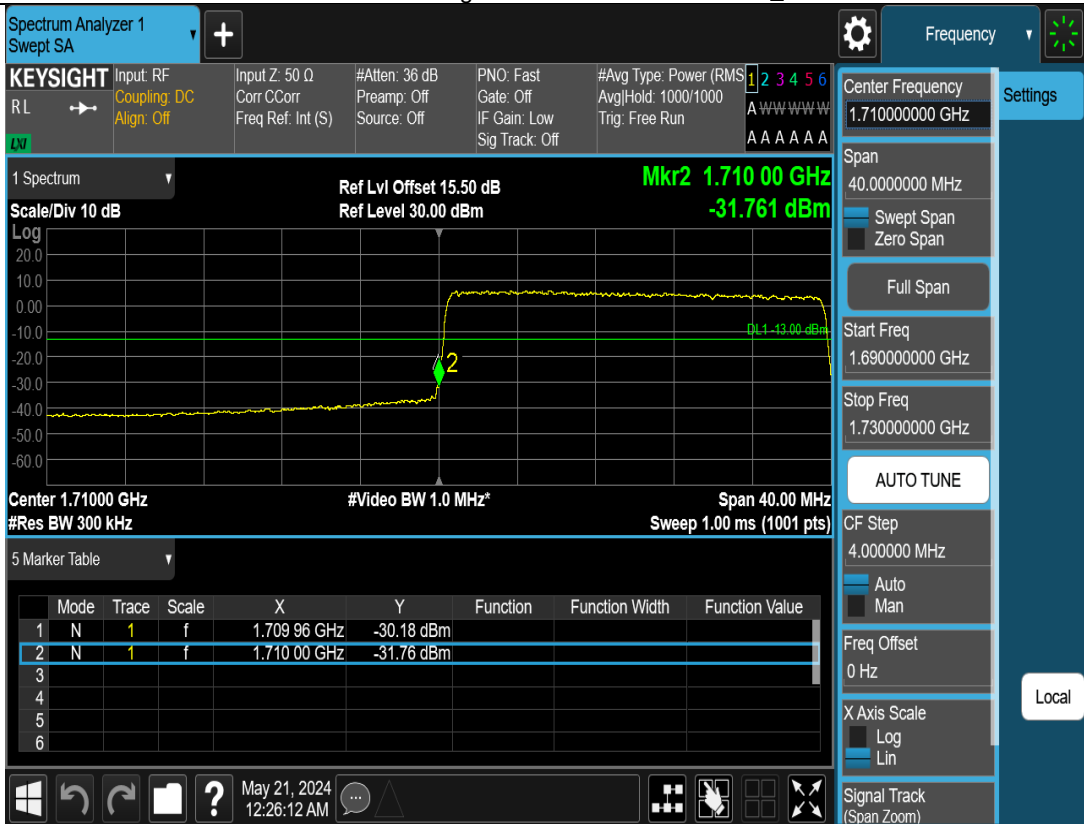 Spectrum Analyzer 1
Swept SA
Frequency
KEYSIGHT
RL
LXI
Input: RF
Coupling: DC
Align: Off
Input Z: 50 Ω
Corr CCorr
Freq Ref: Int (S)
#Atten: 36 dB
Preamp: Off
Source: Off
PNO: Fast
Gate: Off
IF Gain: Low
Sig Track: Off
#Avg Type: Power (RMS
Avg|Hold: 1000/1000
Trig: Free Run
1 2 3 4 5 6
A W W W W W
A A A A A A
1 Spectrum
Scale/Div 10 dB
Ref Lvl Offset 15.50 dB
Ref Level 30.00 dBm
Mkr2 1.710 00 GHz
-31.761 dBm
Log
20.0
10.0
0.00
-10.0
-20.0
-30.0
-40.0
-50.0
-60.0
DL1 -13.00 dBm
2
Center 1.71000 GHz
#Video BW 1.0 MHz*
Span 40.00 MHz
#Res BW 300 kHz
Sweep 1.00 ms (1001 pts)
5 Marker Table
Mode Trace Scale X Y Function Function Width Function Value
1 N 1 f 1.709 96 GHz -30.18 dBm
2 N 1 f 1.710 00 GHz -31.76 dBm
3
4
5
6
May 21, 2024
12:26:12 AM
?
Center Frequency
1.710000000 GHz
Settings
Span
40.0000000 MHz
Swept Span
Zero Span
Full Span
Start Freq
1.690000000 GHz
Stop Freq
1.730000000 GHz
AUTO TUNE
CF Step
4.000000 MHz
Auto
Man
Freq Offset
0 Hz
Local
X Axis Scale
Log
Lin
Signal Track
(Span Zoom)